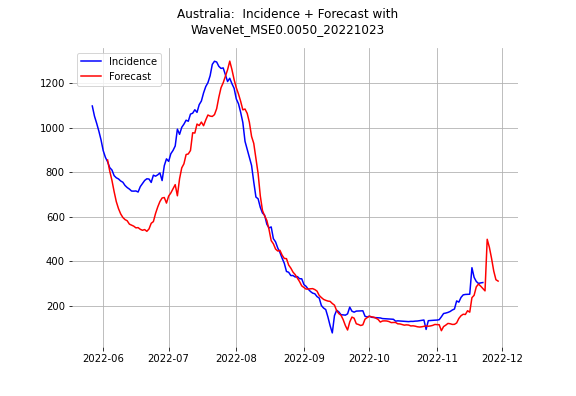 Australia:  Incidence + Forecast with
WaveNet_MSE0.0050_20221023
Incidence
Forecast
1200
1000
800
600
400
200
2022-06 2022-07 2022-08 2022-09 2022-10 2022-11 2022-12